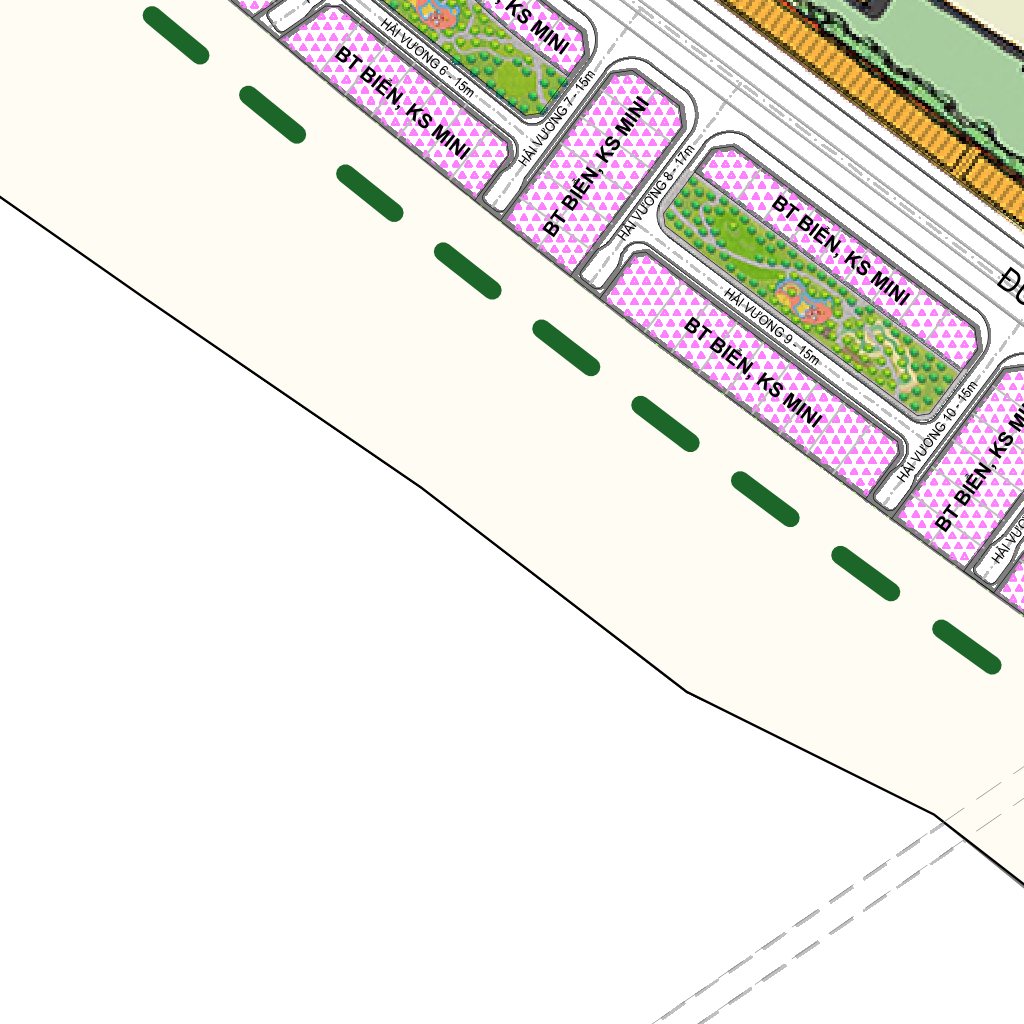 , KS MINI
HẢI VƯƠNG 6 - 15m
BT BIỂN, KS MINI
HẢI VƯƠNG 7 - 15m
BT BIỂN, KS MINI
HẢI VƯƠNG 8 - 17m
BT BIỂN, KS MINI
HẢI VƯƠNG 9 - 15m
BT BIỂN, KS MINI
HẢI VƯƠNG 10 - 15m
BT BIỂN, KS